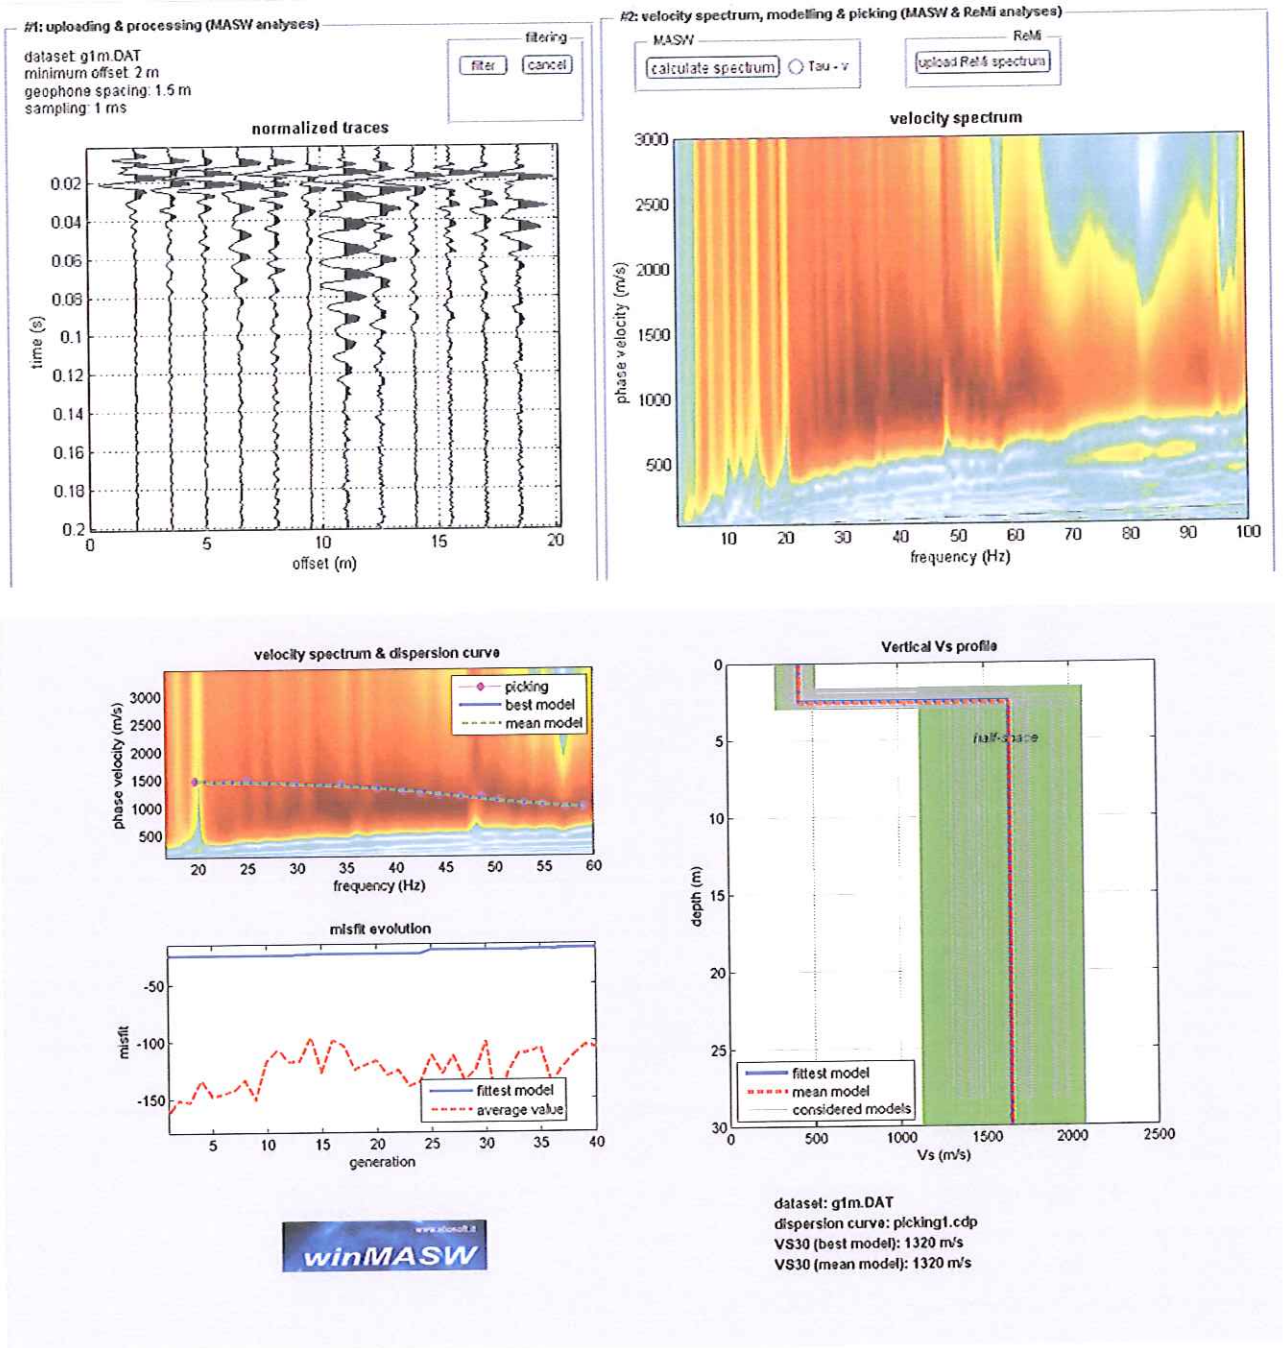 #1: uploading & processing (MASW analyses)
dataset: g1m.DAT
minimum offset: 2 m
geophone spacing: 1.5 m
sampling: 1 ms
filtering
filter
cancel
normalized traces
time (s)
0.02
0.04
0.06
0.08
0.1
0.12
0.14
0.16
0.18
0.2
0 5 10 15 20
offset (m)
#2: velocity spectrum, modelling & picking (MASW & ReMi analyses)
MASW
calculate spectrum
Tau - v
ReMi
upload ReMi spectrum
velocity spectrum
phase velocity (m/s)
3000
2500
2000
1500
1000
500
10 20 30 40 50 60 70 80 90 100
frequency (Hz)
velocity spectrum & dispersion curve
picking
best model
mean model
phase velocity (m/s)
3000
2500
2000
1500
1000
500
20 25 30 35 40 45 50 55 60
frequency (Hz)
misfit evolution
misfit
-50
-100
-150
fittest model
average value
5 10 15 20 25 30 35 40
generation
www.eliosoft.it
winMASW
Vertical Vs profile
depth (m)
0
5
10
15
20
25
30
half-space
fittest model
mean model
considered models
0 500 1000 1500 2000 2500
Vs (m/s)
dataset: g1m.DAT
dispersion curve: picking1.cdp
VS30 (best model): 1320 m/s
VS30 (mean model): 1320 m/s